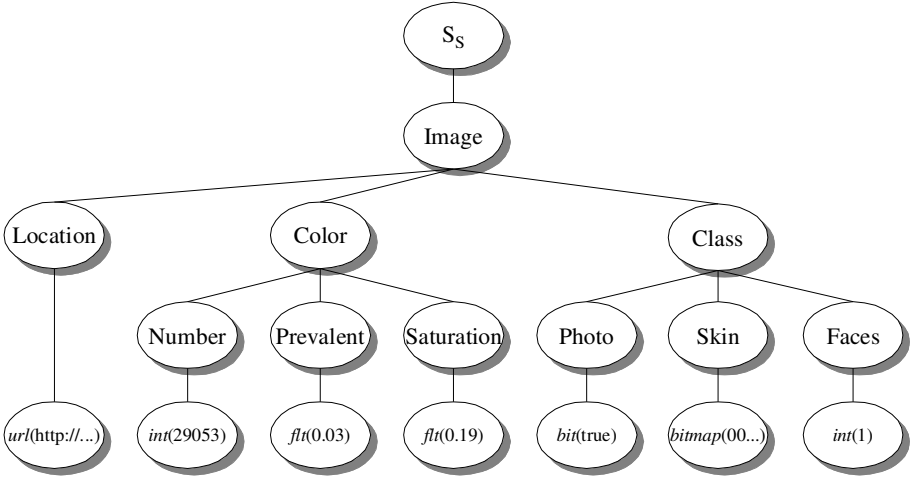 S_S
Image
Location
Color
Class
Number
Prevalent
Saturation
Photo
Skin
Faces
url(http://...)
int(29053)
flt(0.03)
flt(0.19)
bit(true)
bitmap(00...)
int(1)